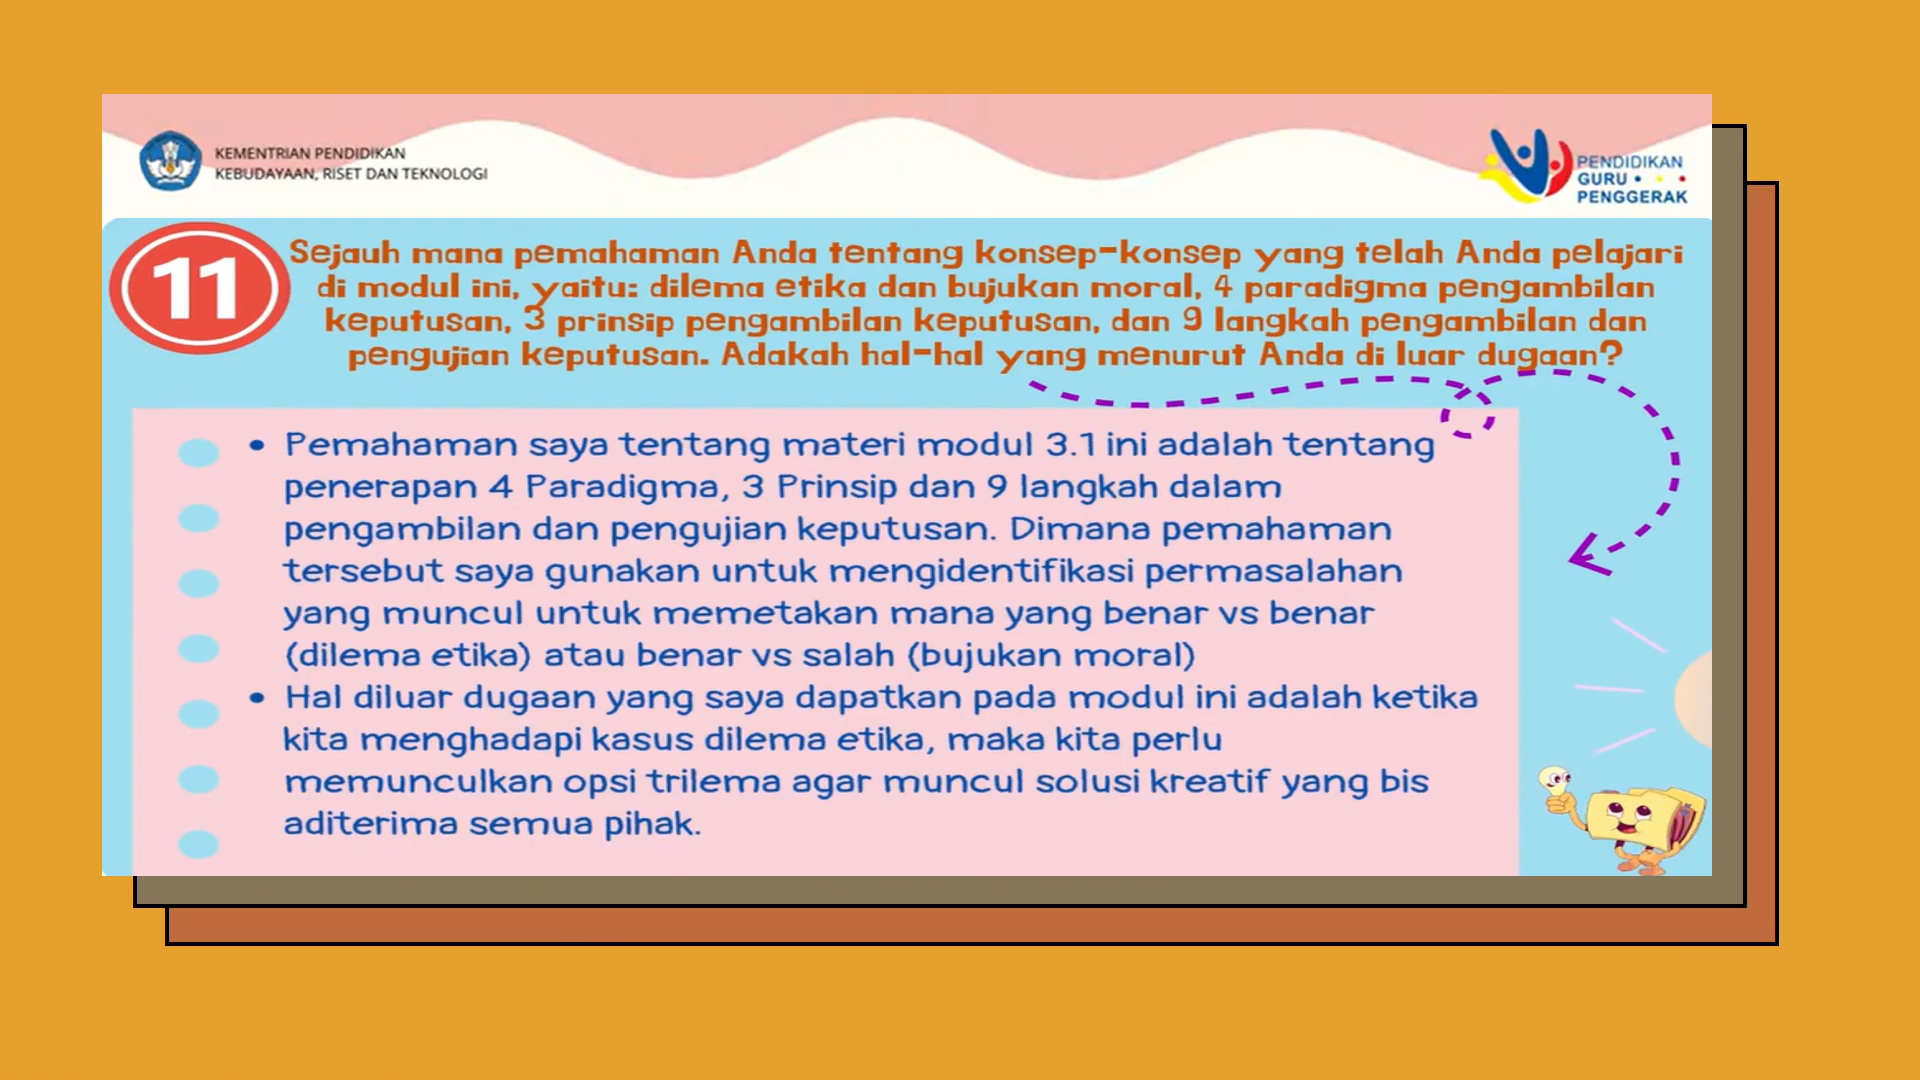 KEMENTRIAN PENDIDIKAN
KEBUDAYAAN, RISET DAN TEKNOLOGI
PENDIDIKAN
GURU
PENGGERAK
11
Sejauh mana pemahaman Anda tentang konsep-konsep yang telah Anda pelajari
di modul ini, yaitu: dilema etika dan bujukan moral, 4 paradigma pengambilan
keputusan, 3 prinsip pengambilan keputusan, dan 9 langkah pengambilan dan
pengujian keputusan. Adakah hal-hal yang menurut Anda di luar dugaan?
• Pemahaman saya tentang materi modul 3.1 ini adalah tentang
penerapan 4 Paradigma, 3 Prinsip dan 9 langkah dalam
pengambilan dan pengujian keputusan. Dimana pemahaman
tersebut saya gunakan untuk mengidentifikasi permasalahan
yang muncul untuk memetakan mana yang benar vs benar
(dilema etika) atau benar vs salah (bujukan moral)
• Hal diluar dugaan yang saya dapatkan pada modul ini adalah ketika
kita menghadapi kasus dilema etika, maka kita perlu
memunculkan opsi trilema agar muncul solusi kreatif yang bis
aditerima semua pihak.